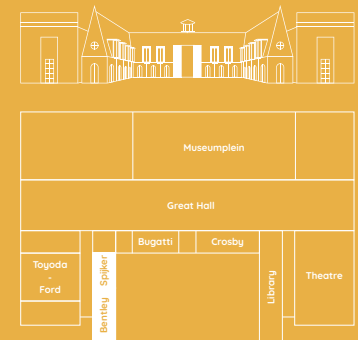 Museumplein
Great Hall
Bugatti
Crosby
Toyoda
-
Ford
Bentley Spijker
Library
Theatre